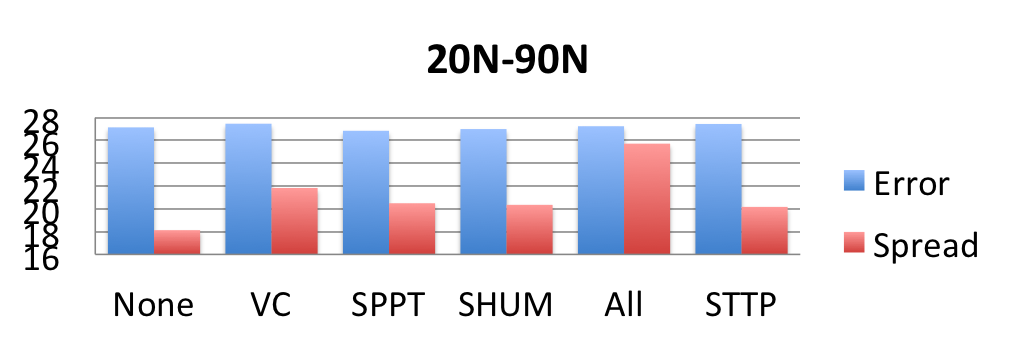 20N-90N
28
26
24
22
20
18
16
None VC SPPT SHUM All STTP
Error
Spread